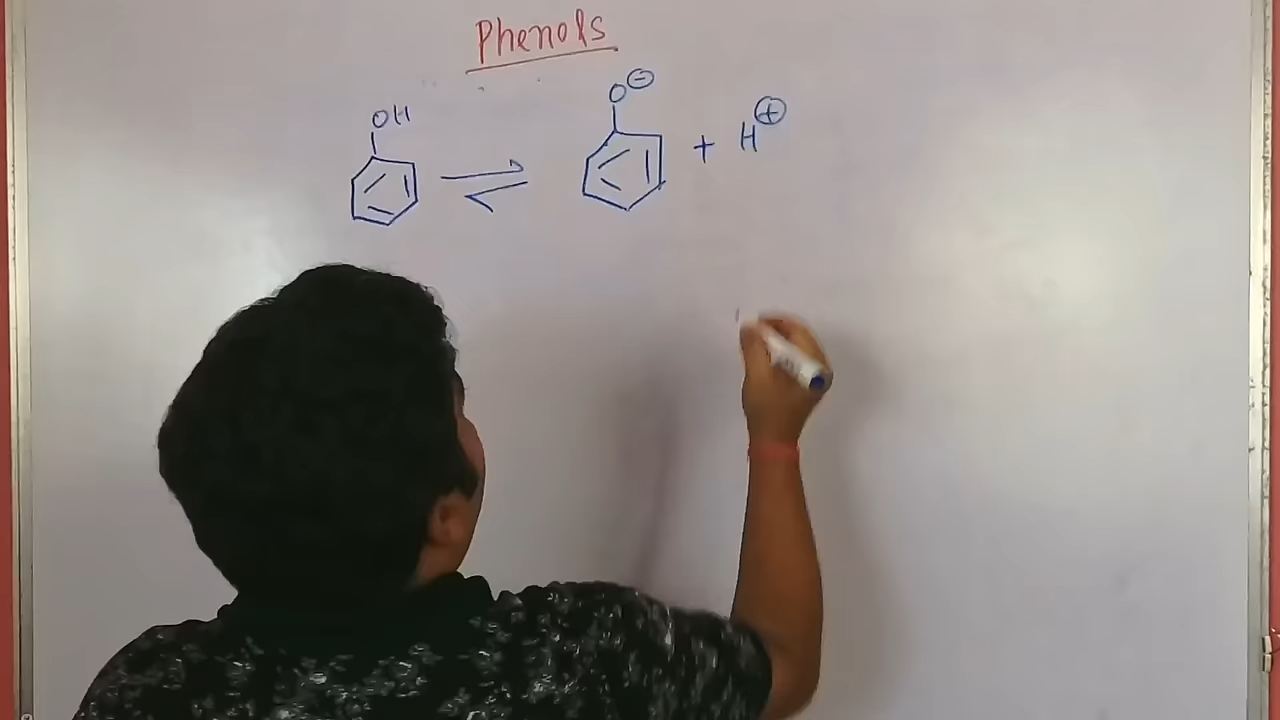 Phenols
OH O⊖
⇌ + H⊕